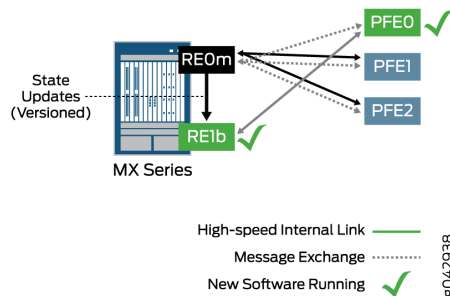 PFE0
RE0m
PFE1
State
Updates
(Versioned)
PFE2
RE1b
MX Series
High-speed Internal Link
Message Exchange
New Software Running
g042938